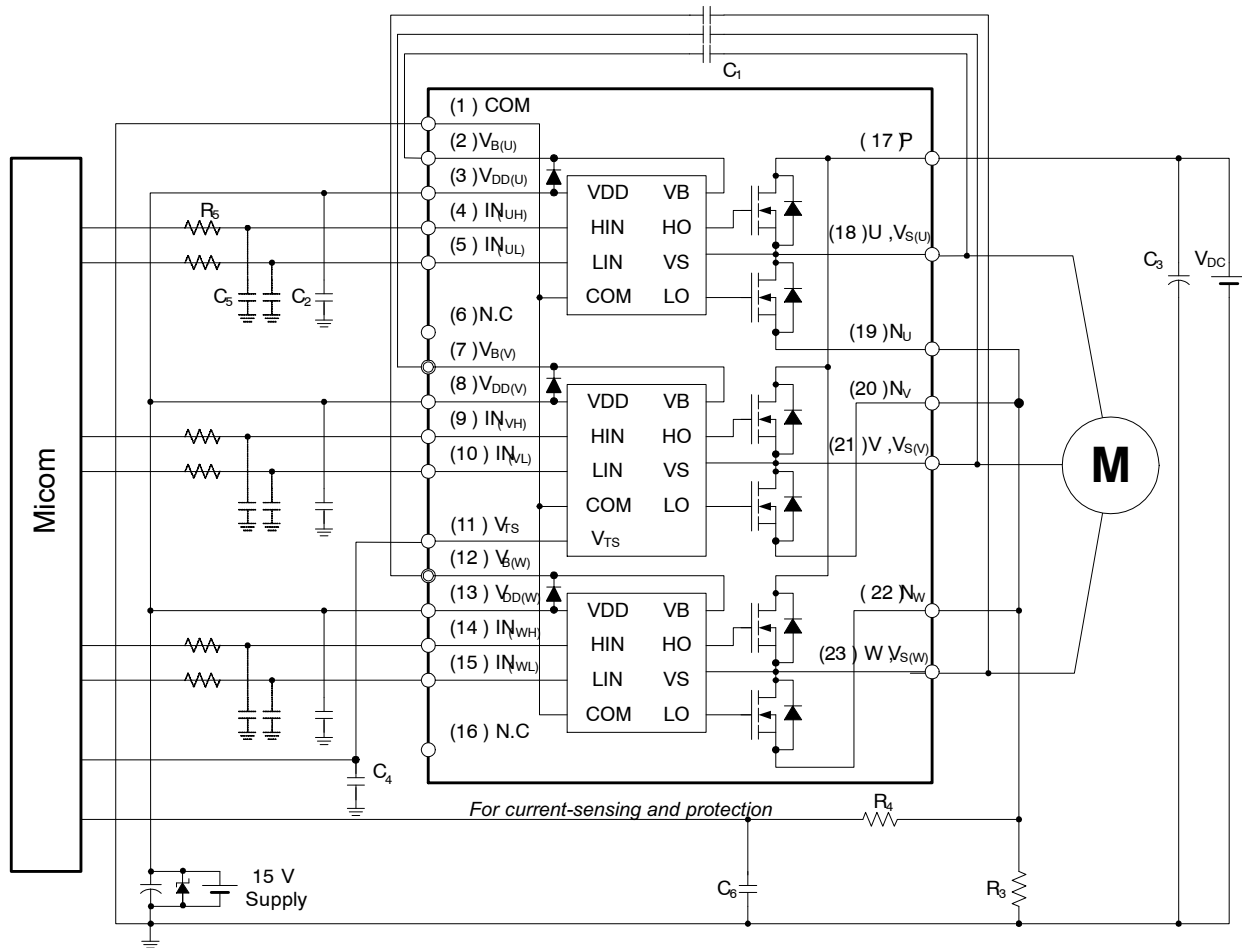 C1
(1 ) COM
(2 )VB(U)
(3 ) VDD(U)
(4 ) IN(UH)
(5 ) IN(UL)
(6 ) N.C
(7 ) VB(V)
(8 ) VDD(V)
(9 ) IN(VH)
(10 ) IN(VL)
(11 ) VTS
(12 ) VB(W)
(13 ) VDD(W)
(14 ) IN(WH)
(15 ) IN(WL)
(16 ) N.C
VDD VB
HIN HO
LIN VS
COM LO
VDD VB
HIN HO
LIN VS
COM LO
VTS
VDD VB
HIN HO
LIN VS
COM LO
( 17 )P
(18 )U ,VS(U)
(19 )NU
(20 )NV
(21 )V ,VS(V)
( 22 )NW
(23 ) W ,VS(W)
Micom
R5
C5
C2
C4
C3
VDC
M
For current-sensing and protection
R4
C6
R3
15 V
Supply